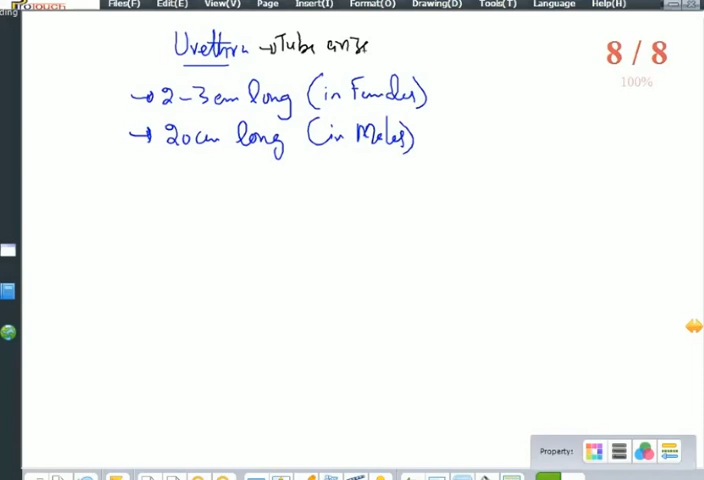 Files(F) Edit(E) View(V) Page Insert(I) Format(O) Drawing(D) Tools(T) Language Help(H)
Urethra → Tube arise
8 / 8
100%
→ 2-3cm long (in Females)
→ 20cm long (in Males)
Property: